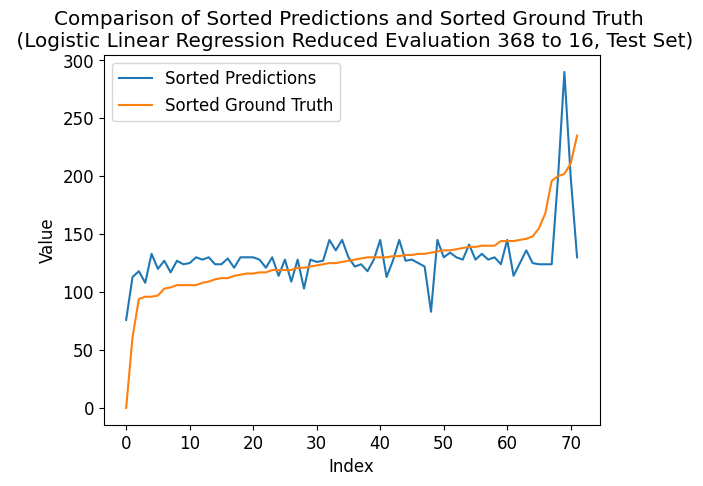 Comparison of Sorted Predictions and Sorted Ground Truth
(Logistic Linear Regression Reduced Evaluation 368 to 16, Test Set)
Sorted Predictions
Sorted Ground Truth
300
250
200
150
100
50
0
Value
0 10 20 30 40 50 60 70
Index